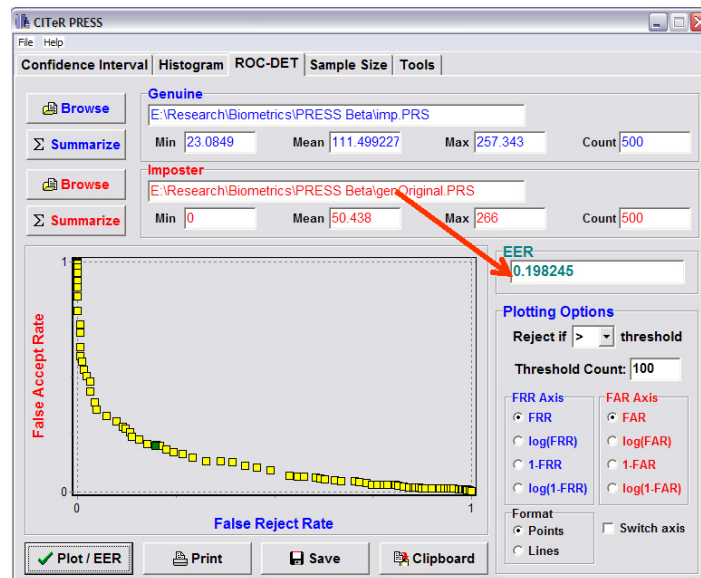 CITeR PRESS
File Help
Confidence Interval Histogram ROC-DET Sample Size Tools
Genuine
Browse
E:\Research\Biometrics\PRESS Beta\imp.PRS
Σ Summarize Min 23.0849 Mean 111.499227 Max 257.343 Count 500
Imposter
Browse
E:\Research\Biometrics\PRESS Beta\genOriginal.PRS
Σ Summarize Min 0 Mean 50.438 Max 266 Count 500
EER
0.198245
Plotting Options
Reject if > threshold
Threshold Count: 100
FRR Axis FAR Axis
FRR FAR
log(FRR) log(FAR)
1-FRR 1-FAR
log(1-FRR) log(1-FAR)
Format
Points Switch axis
Lines
1
False Accept Rate
0
0 1
False Reject Rate
Plot / EER Print Save Clipboard